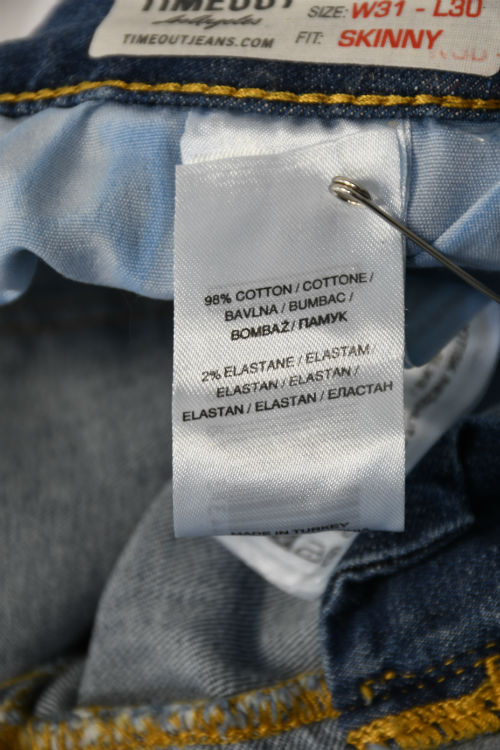 TIMEOUT
TIMEOUTJEANS.COM
SIZE: W31 - L30
FIT: SKINNY
98% COTTON / COTTONE /
BAVLNA / BUMBAC /
BOMBAŽ / ПАМУК
2% ELASTANE / ELASTAM /
ELASTAN / ELASTAN /
ELASTAN / ELASTAN / ЕЛАСТАН
MADE IN TURKEY